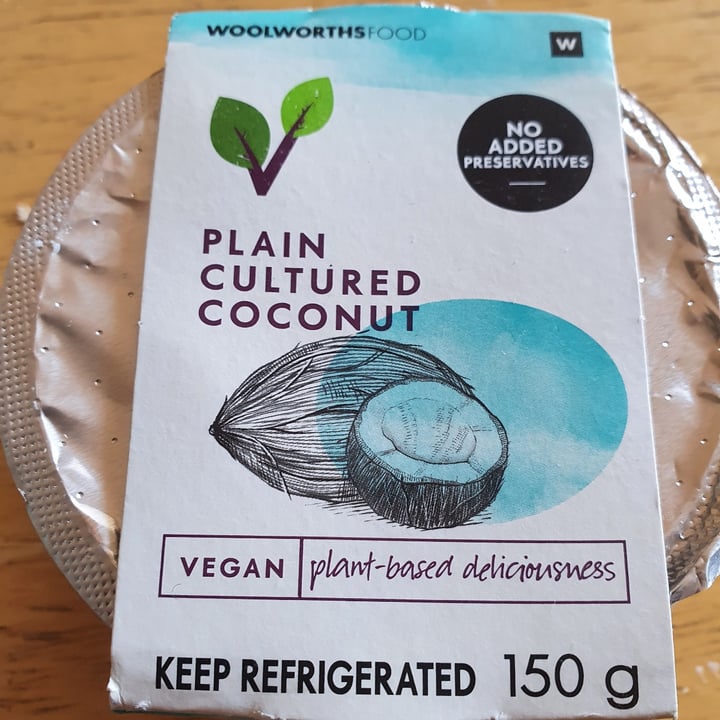 WOOLWORTHSFOOD
W
NO
ADDED
PRESERVATIVES
PLAIN
CULTURED
COCONUT
VEGAN plant-based deliciousness
KEEP REFRIGERATED 150 g